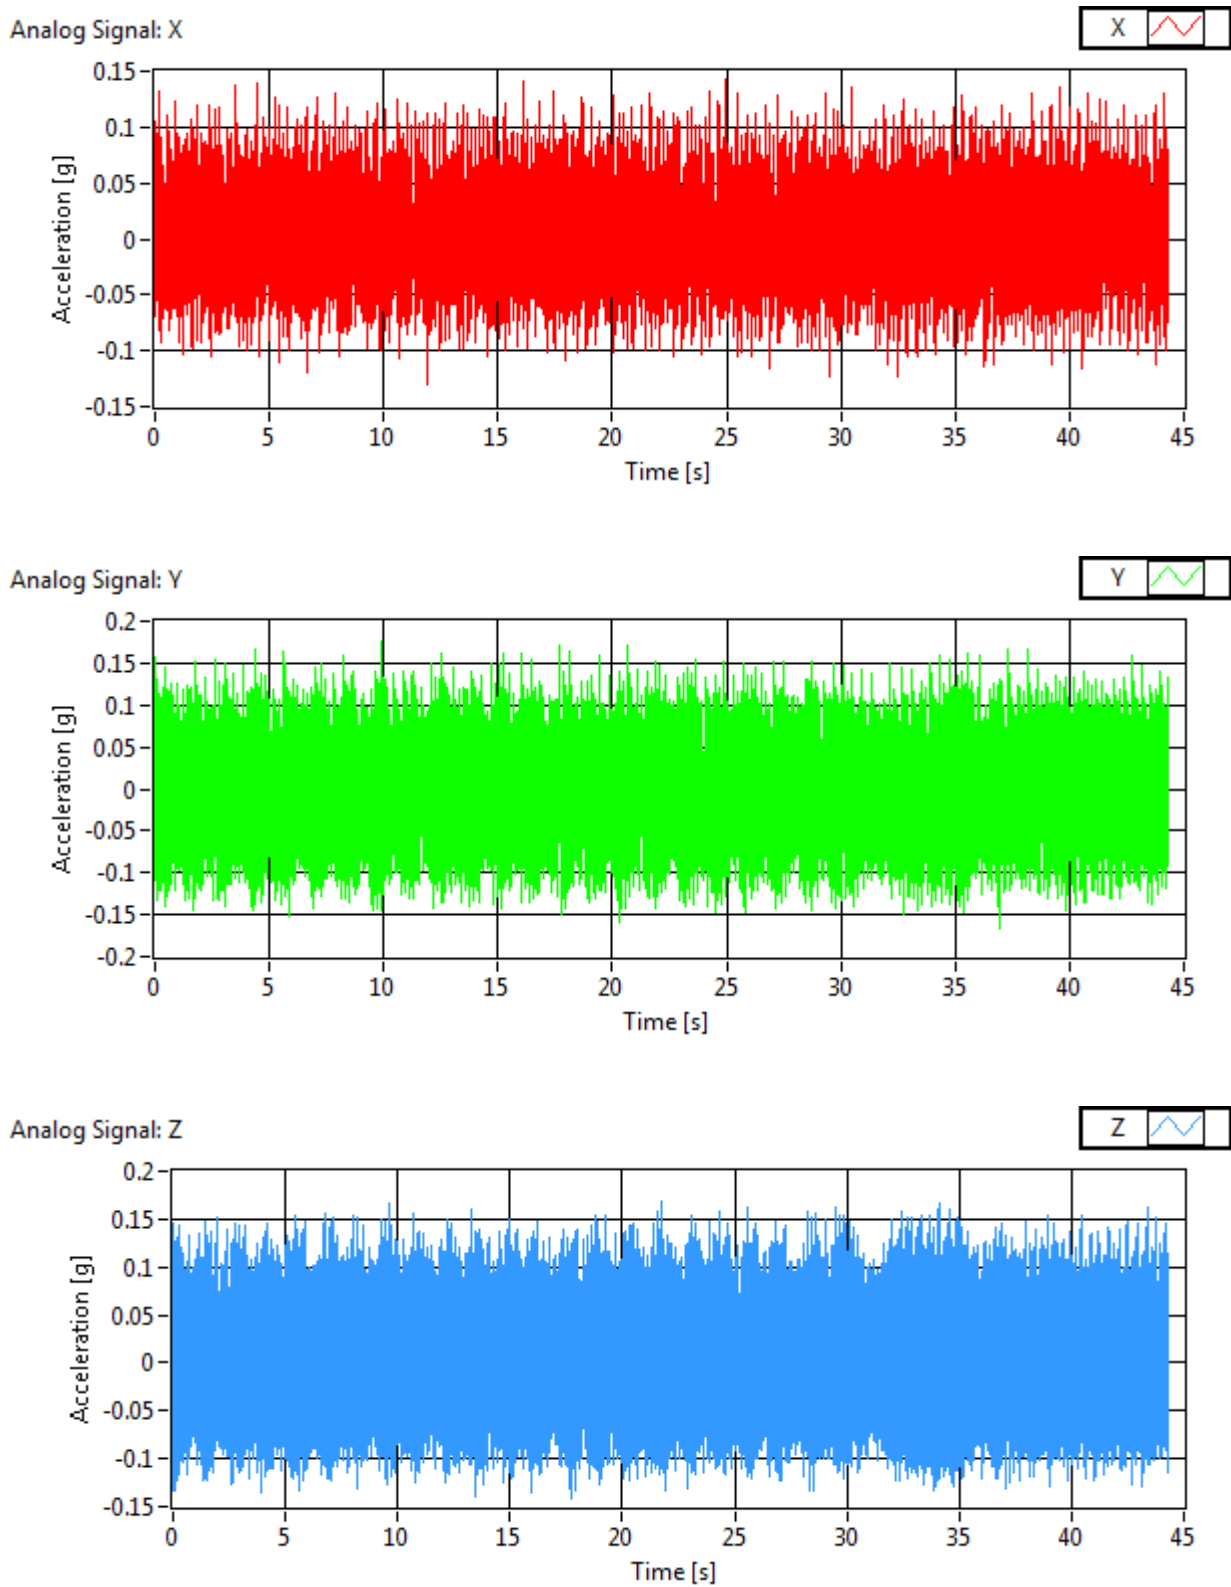 Analog Signal: X
X
Acceleration [g]
0.15
0.1
0.05
0
-0.05
-0.1
-0.15
0 5 10 15 20 25 30 35 40 45
Time [s]
Analog Signal: Y
Y
Acceleration [g]
0.2
0.15
0.1
0.05
0
-0.05
-0.1
-0.15
-0.2
0 5 10 15 20 25 30 35 40 45
Time [s]
Analog Signal: Z
Z
Acceleration [g]
0.2
0.15
0.1
0.05
0
-0.05
-0.1
-0.15
0 5 10 15 20 25 30 35 40 45
Time [s]